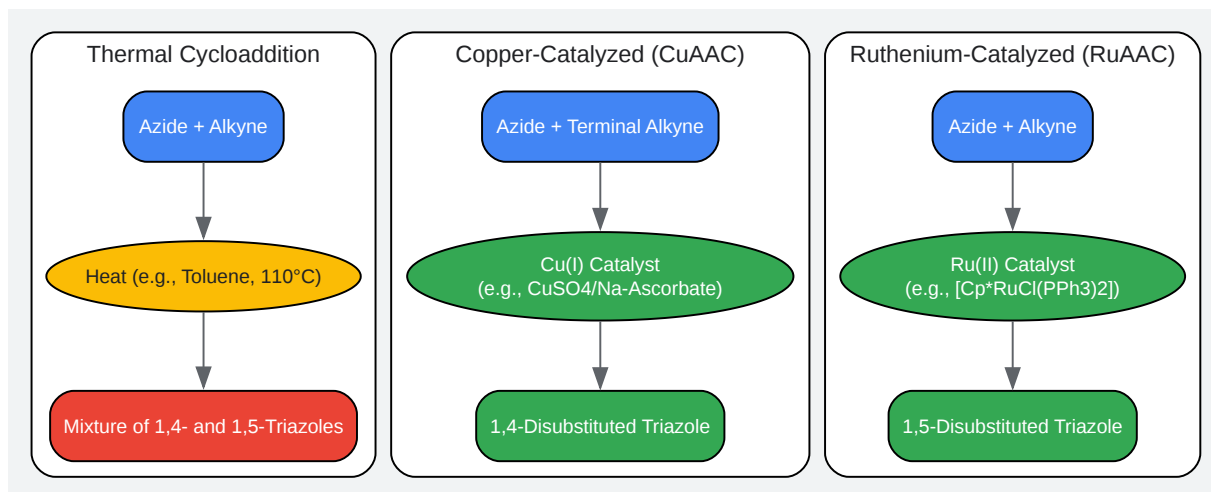 Thermal Cycloaddition
Azide + Alkyne
Heat (e.g., Toluene, 110°C)
Mixture of 1,4- and 1,5-Triazoles
Copper-Catalyzed (CuAAC)
Azide + Terminal Alkyne
Cu(I) Catalyst
(e.g., CuSO4/Na-Ascorbate)
1,4-Disubstituted Triazole
Ruthenium-Catalyzed (RuAAC)
Azide + Alkyne
Ru(II) Catalyst
(e.g., [Cp*RuCl(PPh3)2])
1,5-Disubstituted Triazole